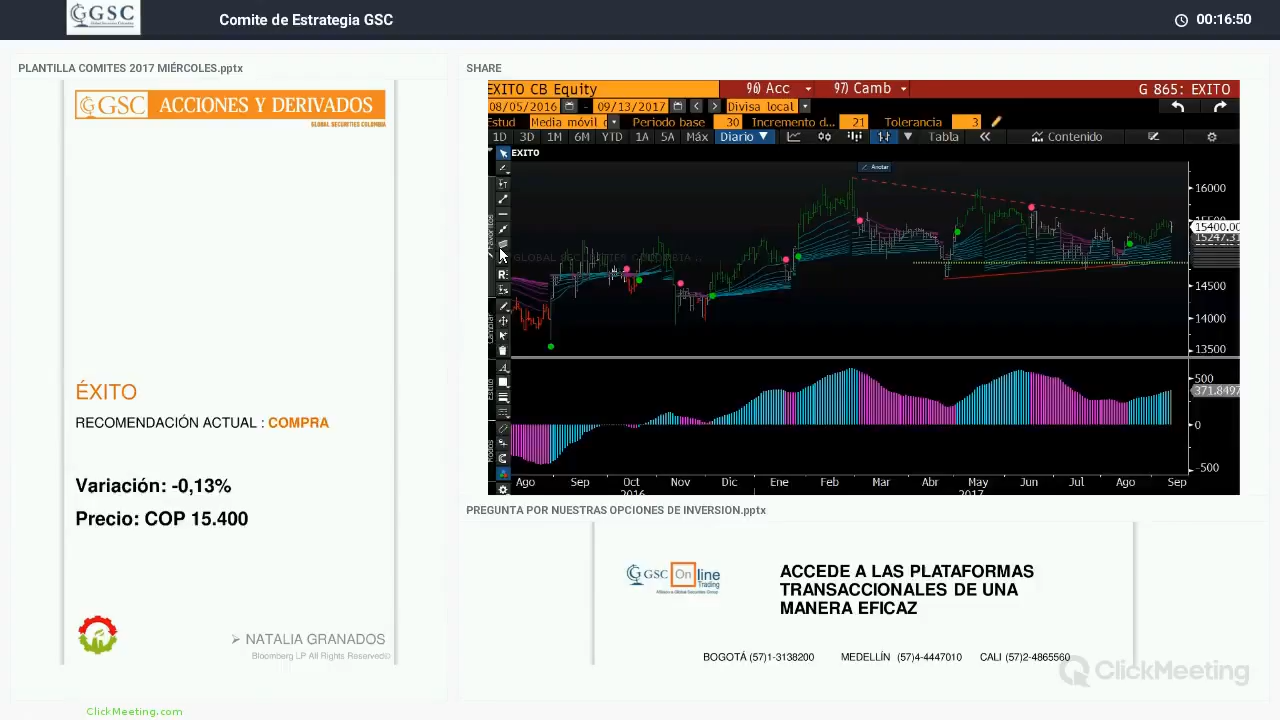 GSC
Comite de Estrategia GSC
00:16:50
PLANTILLA COMITES 2017 MIÉRCOLES.pptx
GSC ACCIONES Y DERIVADOS
GLOBAL SECURITIES COLOMBIA
ÉXITO
RECOMENDACIÓN ACTUAL : COMPRA
Variación: -0,13%
Precio: COP 15.400
NATALIA GRANADOS
Bloomberg LP All Rights Reserved©
ClickMeeting.com
SHARE
EXITO CB Equity 96) Acc 97) Camb G 865: EXITO
08/05/2016 - 09/13/2017 Divisa local
Estud Media móvil Periodo base 30 Incremento d... 21 Tolerancia 3
1D 3D 1M 6M YTD 1A 5A Máx Diario Tabla Contenido
EXITO
Anotar
16000
15400.00
15247.31
14500
14000
13500
500
371.8497
0
-500
Ago Sep Oct Nov Dic Ene Feb Mar Abr May Jun Jul Ago Sep
2016 2017
PREGUNTA POR NUESTRAS OPCIONES DE INVERSION.pptx
GSC Online
Trading
ACCEDE A LAS PLATAFORMAS
TRANSACCIONALES DE UNA
MANERA EFICAZ
BOGOTÁ (57)1-3138200 MEDELLÍN (57)4-4447010 CALI (57)2-4865560
ClickMeeting